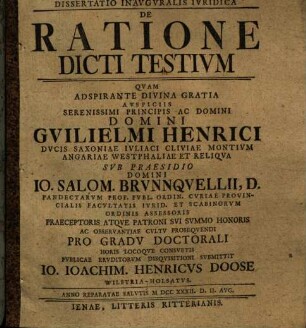 DISSERTATIO INAVGVRALIS IVRIDICA
DE
RATIONE
DICTI TESTIVM
QVAM
ADSPIRANTE DIVINA GRATIA
AVSPICIIS
SERENISSIMI PRINCIPIS AC DOMINI
DOMINI
GVILIELMI HENRICI
DVCIS SAXONIAE IVLIACI CLIVIAE MONTIVM
ANGARIAE WESTPHALIAE ET RELIQVA
SVB PRAESIDIO
DOMINI
IO. SALOM. BRVNNQVELLII, D.
PANDECTARVM PROF. PVBL. ORDIN. CVRIAE PROVIN-
CIALIS FACVLTATIS IVRID. ET SCABINORVM
ORDINIS ASSESSORIS
PRAECEPTORIS ATQVE PATRONI SVI SVMMO HONORIS
AC OBSERVANTIAE CVLTV PROSEQVENDI
PRO GRADV DOCTORALI
HORIS LOCOQVE CONSVETIS
PVBLICAE ERVDITORVM DISQVISITIONI SVBMITTIT
IO. IOACHIM. HENRICVS DOOSE
WILSTRIA-HOLSATVS.
ANNO REPARATAE SALVTIS M DCC XXXII. D. II. AVG.
IENAE, LITTERIS RITTERIANIS.